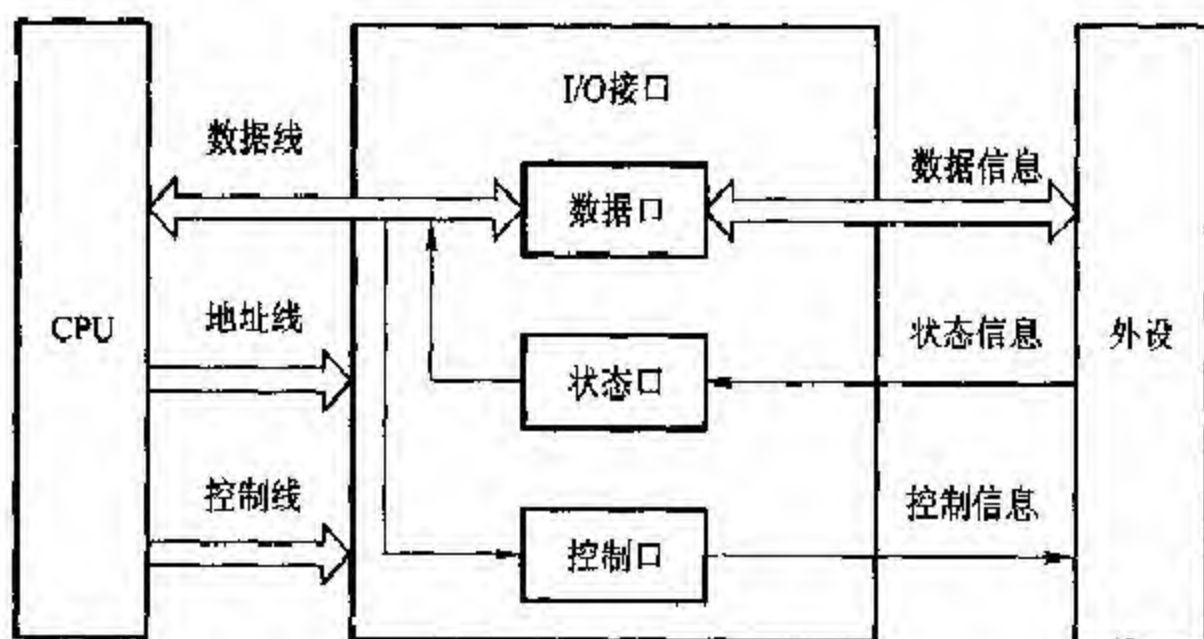 I/O接口
数据线
数据信息
数据口
CPU
地址线
状态口
状态信息
外设
控制线
控制口
控制信息